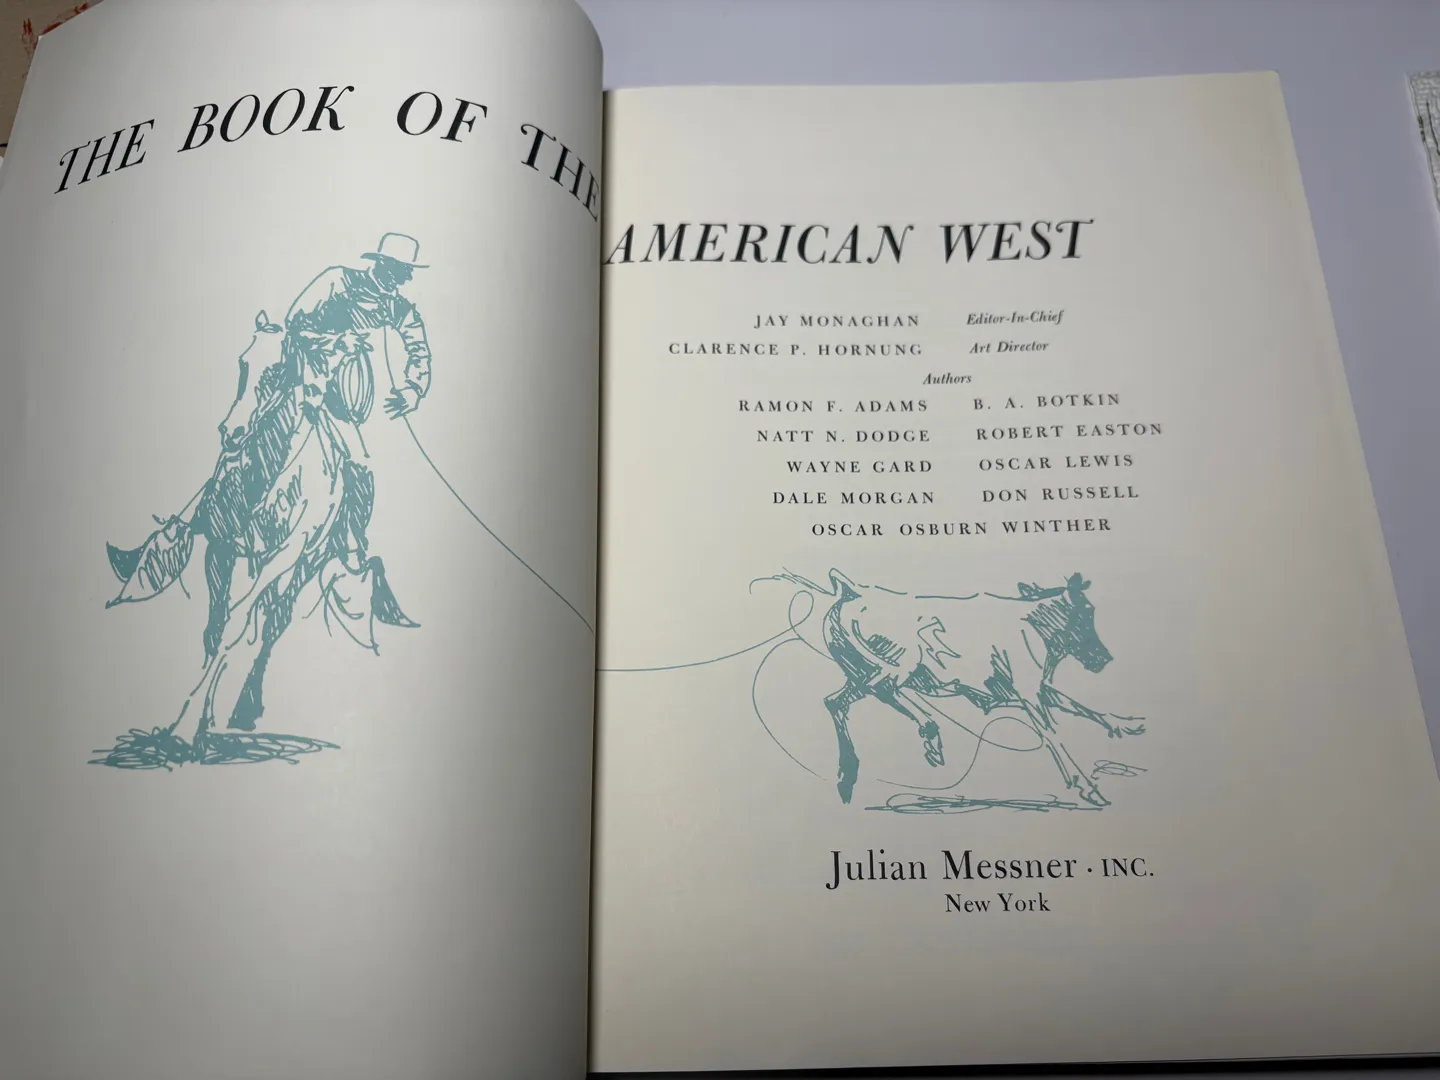 THE BOOK OF THE AMERICAN WEST
JAY MONAGHAN Editor-In-Chief
CLARENCE P. HORNUNG Art Director
Authors
RAMON F. ADAMS B. A. BOTKIN
NATT N. DODGE ROBERT EASTON
WAYNE GARD OSCAR LEWIS
DALE MORGAN DON RUSSELL
OSCAR OSBURN WINTHER
Julian Messner · INC.
New York